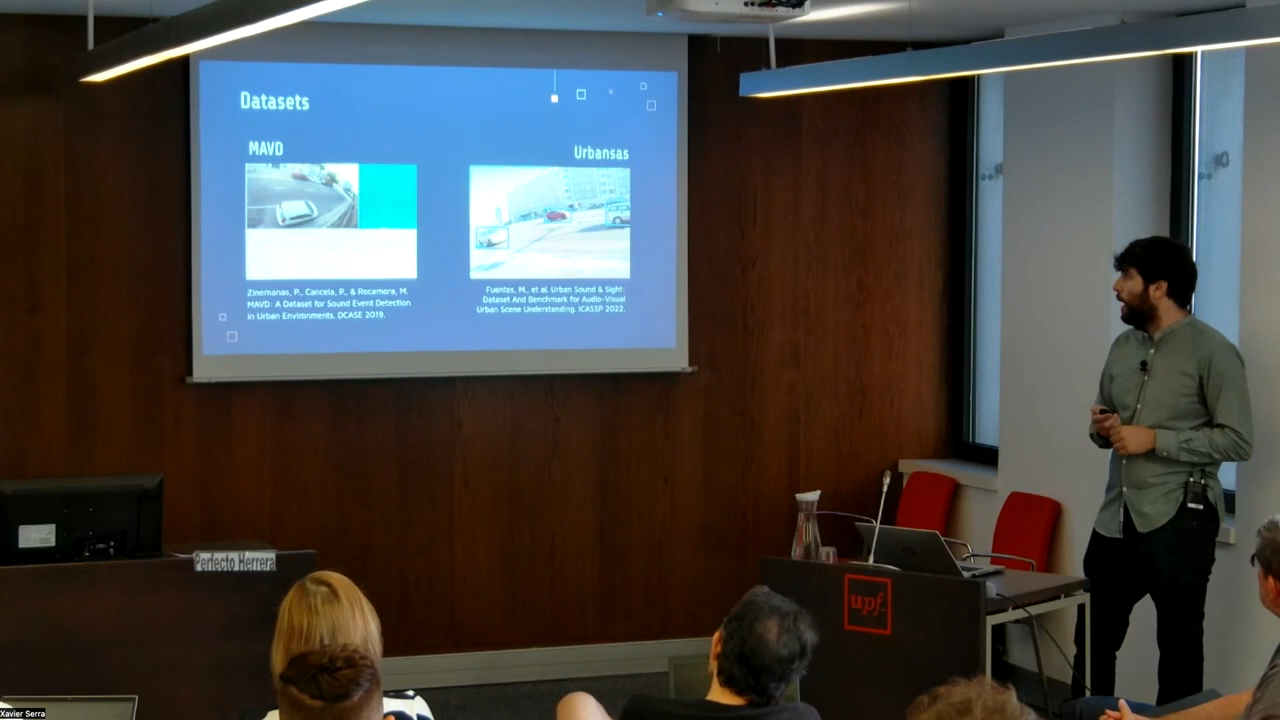 Datasets
MAVD
Urbansas
Zinemanas, P., Cancela, P., & Rocamora, M.
MAVD: A Dataset for Sound Event Detection
in Urban Environments. DCASE 2019.
Fuentes, M., et al. Urban Sound & Sight:
Dataset And Benchmark for Audio-Visual
Urban Scene Understanding. ICASSP 2022.
Perfecto Herrera
upf.
Xavier Serra